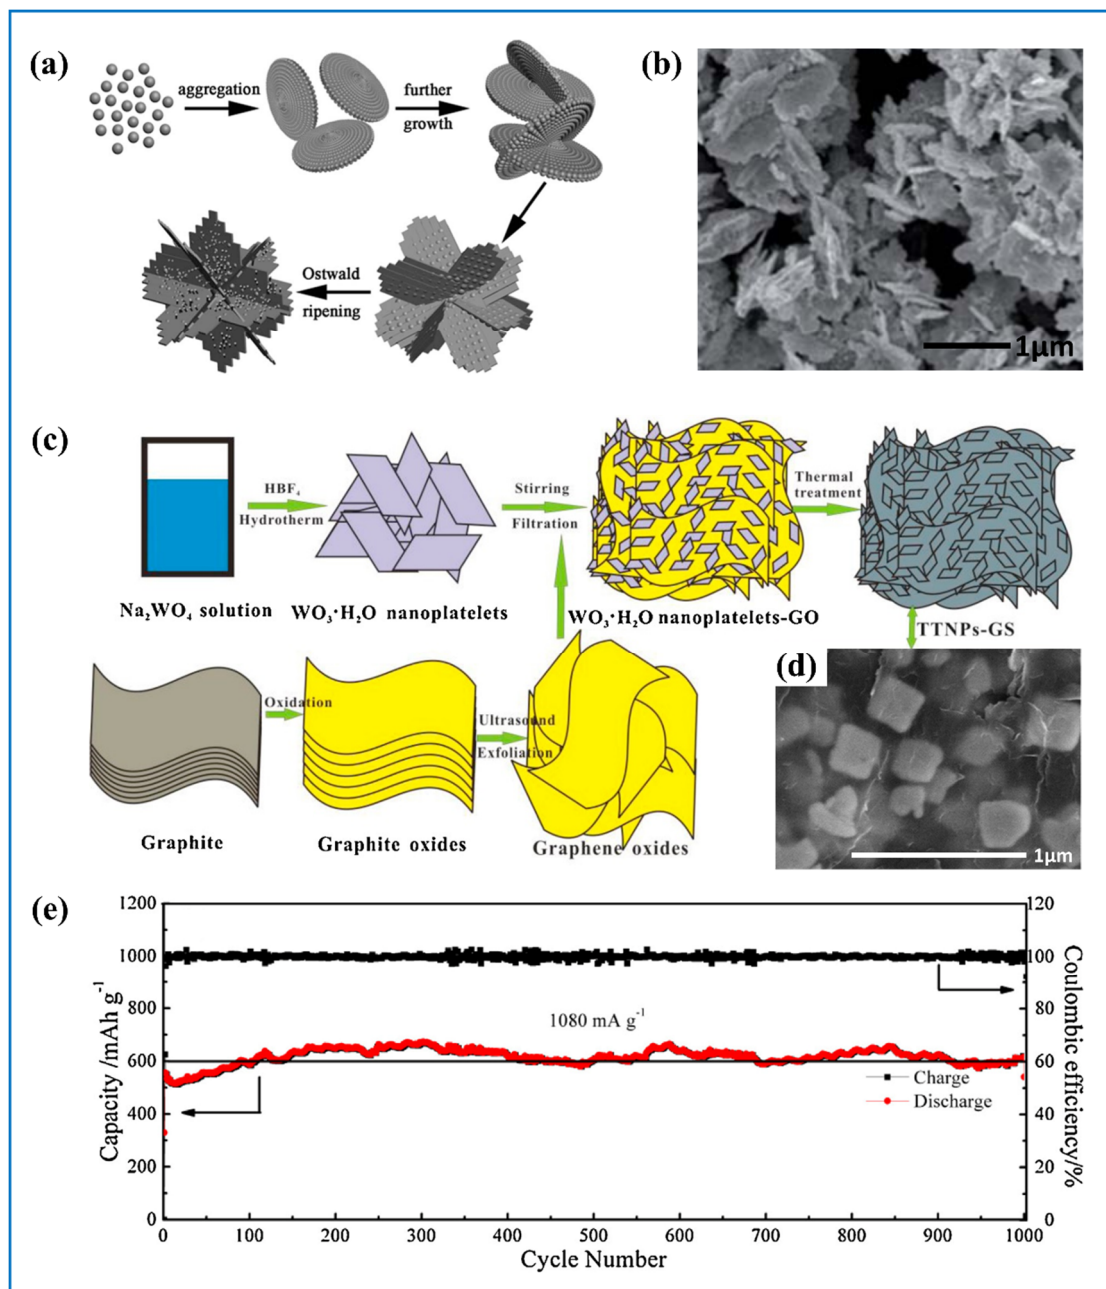 (a)
aggregation
further
growth
Ostwald
ripening
(b)
1μm
(c)
HBF₄
Hydrotherm
Stirring
Filtration
Thermal
treatment
Na₂WO₄ solution
WO₃·H₂O nanoplatelets
WO₃·H₂O nanoplatelets-GO
TTNPs-GS
Oxidation
Ultrasound
Exfoliation
Graphite
Graphite oxides
Graphene oxides
(d)
1μm
(e)
1200
1000
800
600
400
200
0
Capacity /mAh g⁻¹
1080 mA g⁻¹
Charge
Discharge
120
100
80
60
40
20
0
Coulombic efficiency/%
0 100 200 300 400 500 600 700 800 900 1000
Cycle Number